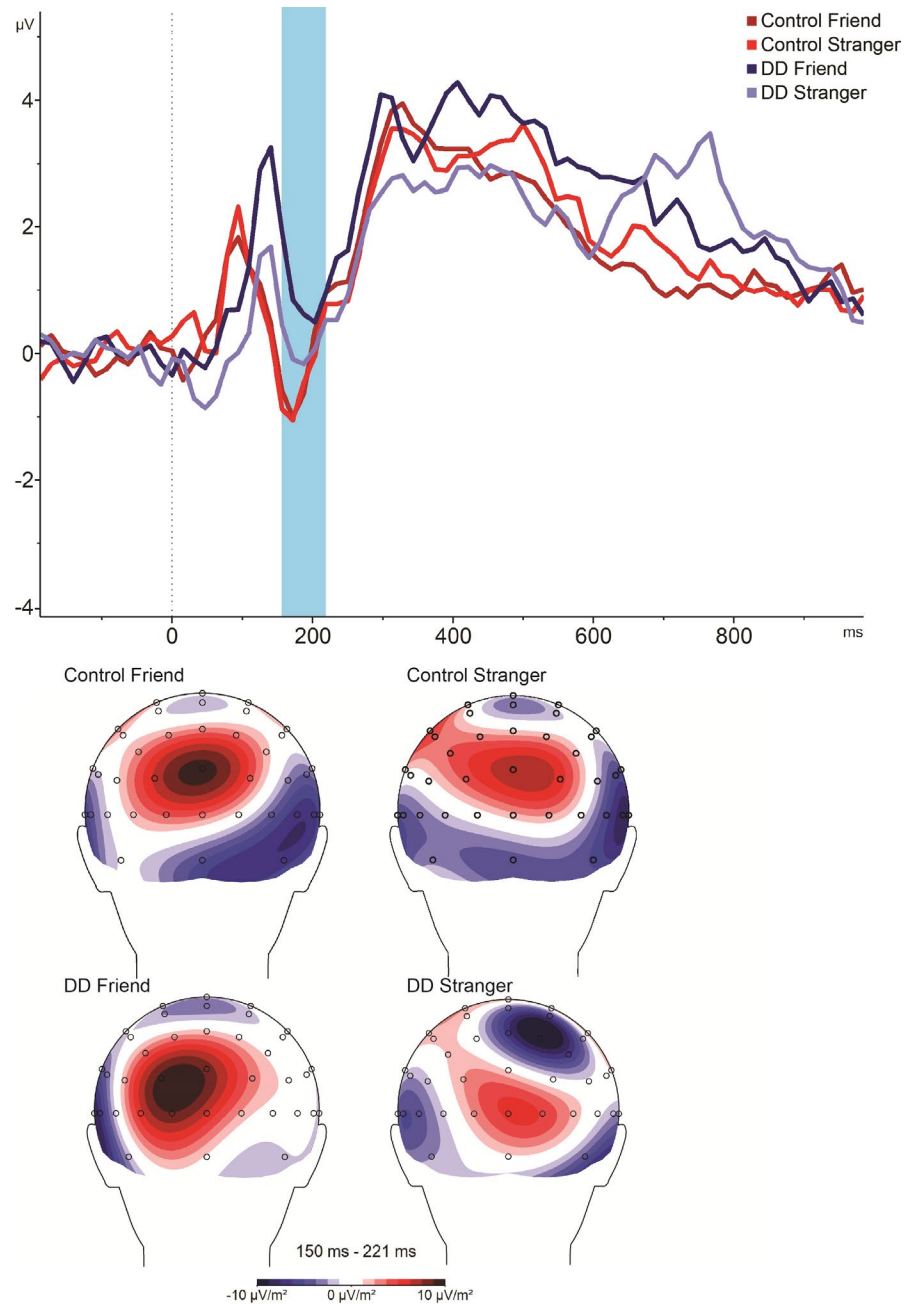 µV
Control Friend
Control Stranger
DD Friend
DD Stranger
4
2
0
-2
-4
0 200 400 600 800 ms
Control Friend Control Stranger
DD Friend DD Stranger
150 ms - 221 ms
-10 µV/m² 0 µV/m² 10 µV/m²